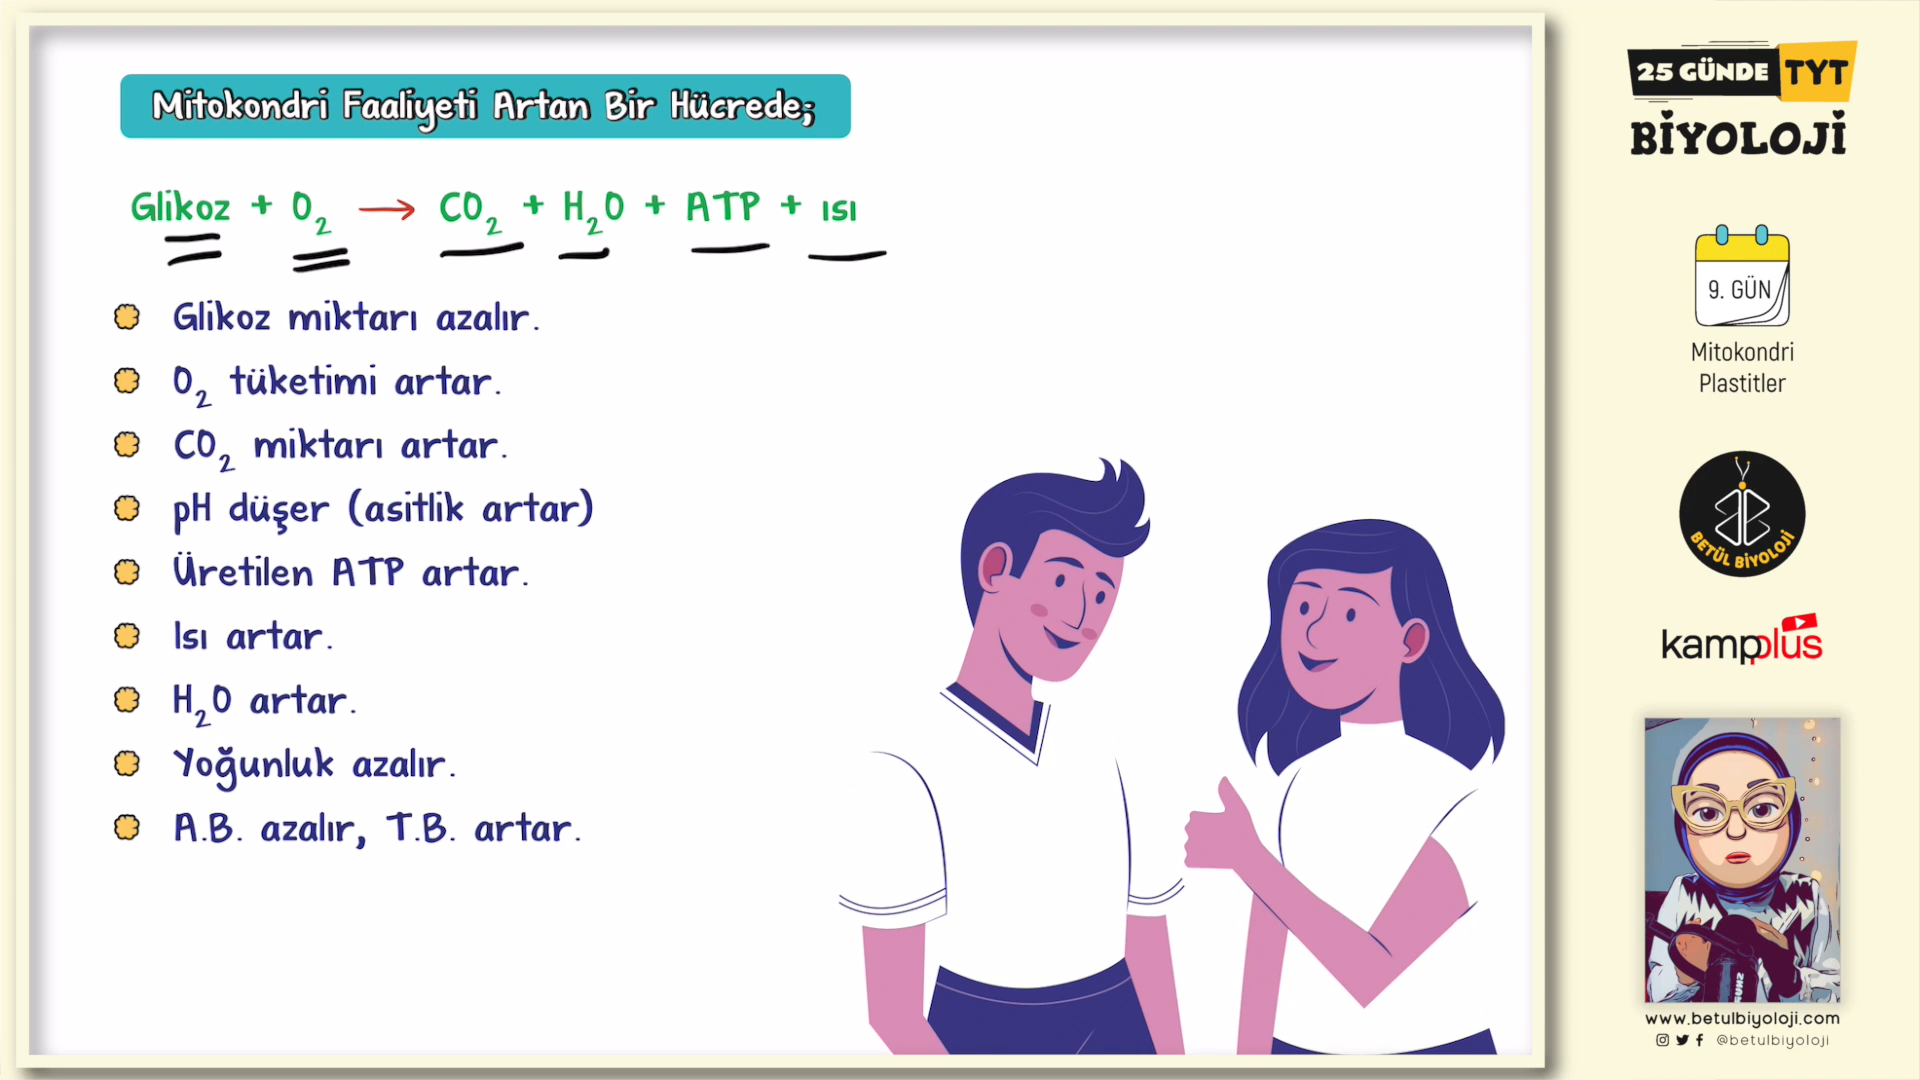 Mitokondri Faaliyeti Artan Bir Hücrede;
Glikoz + O₂ → CO₂ + H₂O + ATP + ısı
Glikoz miktarı azalır.
O₂ tüketimi artar.
CO₂ miktarı artar.
pH düşer (asitlik artar)
Üretilen ATP artar.
Isı artar.
H₂O artar.
Yoğunluk azalır.
A.B. azalır, T.B. artar.
25 GÜNDE TYT
BİYOLOJİ
9. GÜN
Mitokondri
Plastitler
BETÜL BİYOLOJİ
kampplus
www.betulbiyoloji.com
@betulbiyoloji